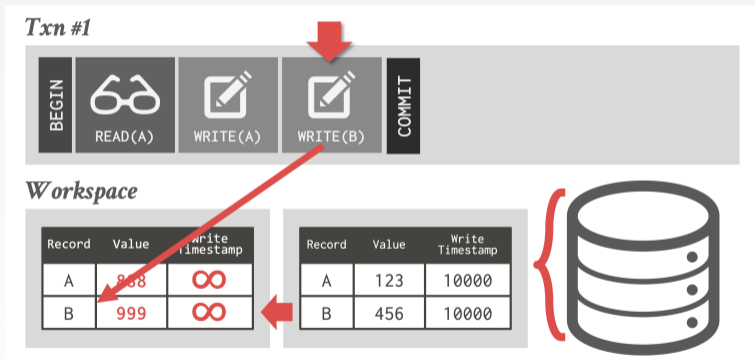 Txn #1
BEGIN
READ(A)
WRITE(A)
WRITE(B)
COMMIT
Workspace
Record Value Write Timestamp
A 888 ∞
B 999 ∞
Record Value Write Timestamp
A 123 10000
B 456 10000